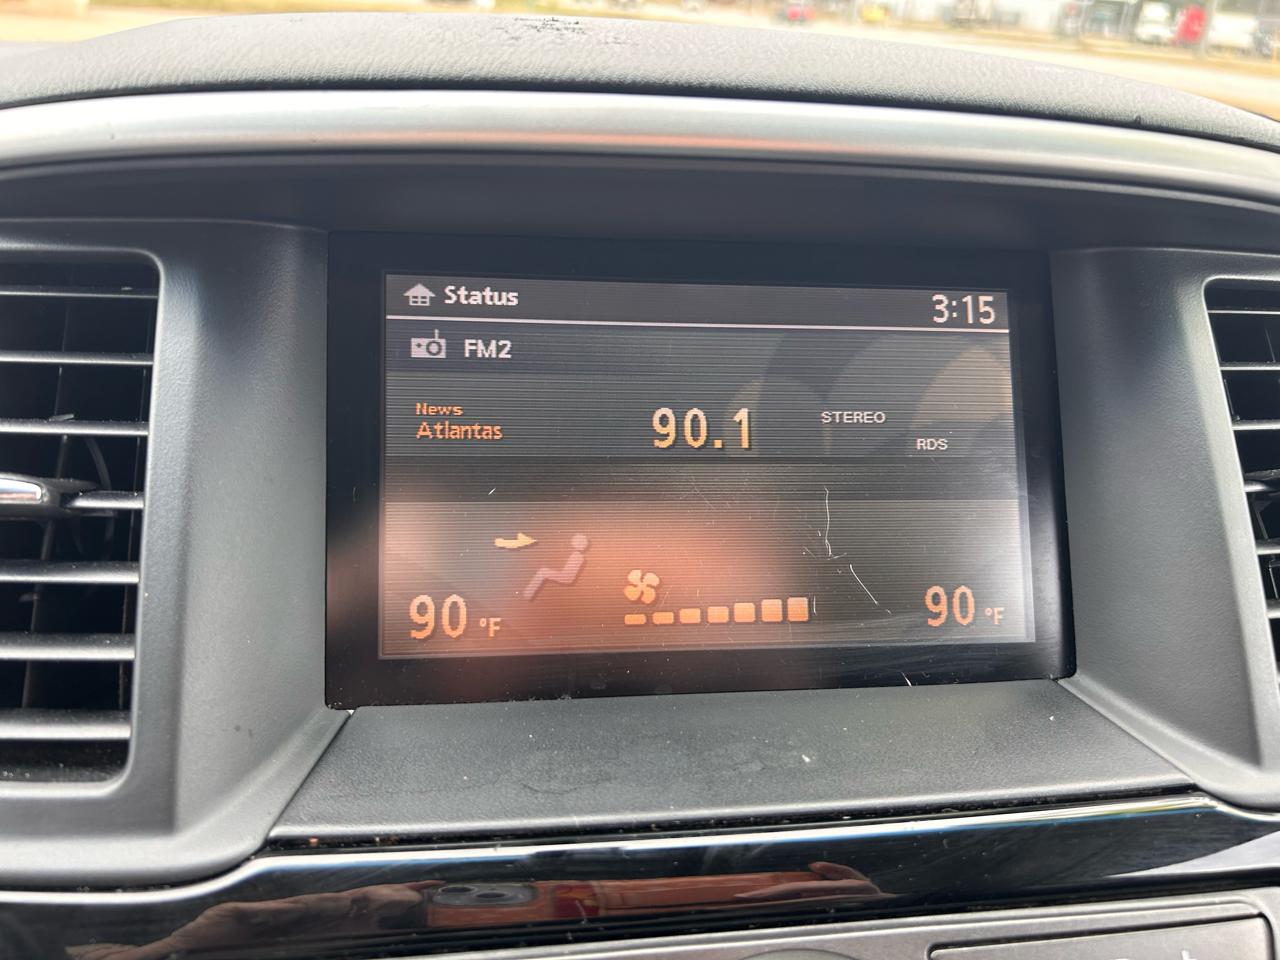 Status
3:15
FM2
News
Atlantas
90.1
STEREO
RDS
90 °F
90 °F